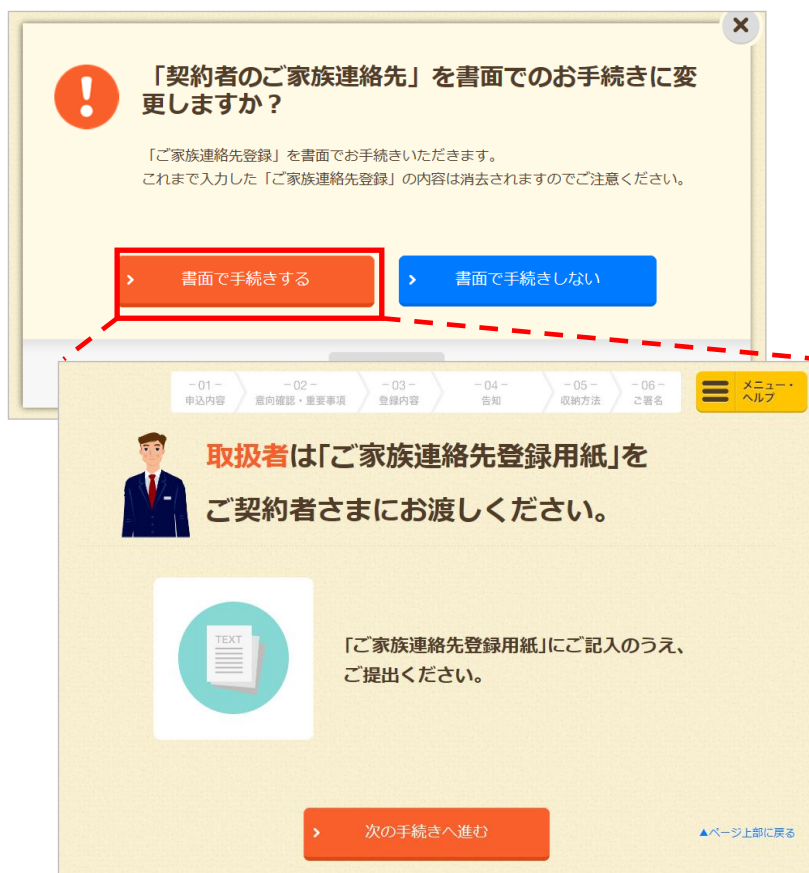 「契約者のご家族連絡先」を書面でのお手続きに変
更しますか？
「ご家族連絡先登録」を書面でお手続きいただきます。
これまで入力した「ご家族連絡先登録」の内容は消去されますのでご注意ください。
書面で手続きする
書面で手続きしない
－01－
申込内容
－02－
意向確認・重要事項
－03－
登録内容
－04－
告知
－05－
収納方法
－06－
ご署名
メニュー・
ヘルプ
取扱者は「ご家族連絡先登録用紙」を
ご契約者さまにお渡しください。
TEXT
「ご家族連絡先登録用紙」にご記入のうえ、
ご提出ください。
次の手続きへ進む
▲ページ上部に戻る